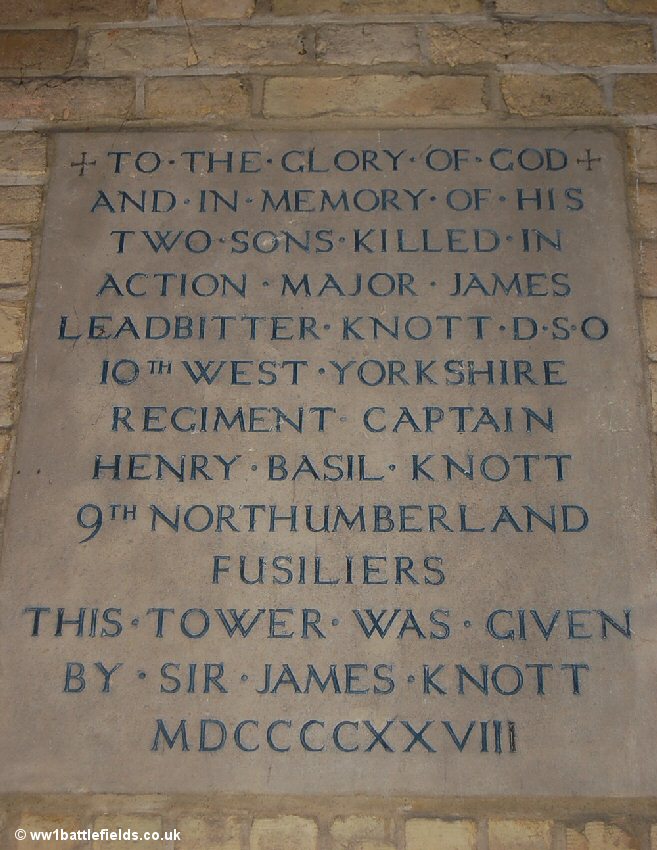 + TO · THE · GLORY · OF · GOD +
AND · IN · MEMORY · OF · HIS
TWO · SONS · KILLED · IN
ACTION · MAJOR · JAMES
LEADBITTER · KNOTT · D · S · O
10TH WEST · YORKSHIRE
REGIMENT · CAPTAIN
HENRY · BASIL · KNOTT
9TH NORTHUMBERLAND
FUSILIERS
THIS · TOWER · WAS · GIVEN
BY · SIR · JAMES · KNOTT
MDCCCCXXVIII
© ww1battlefields.co.uk